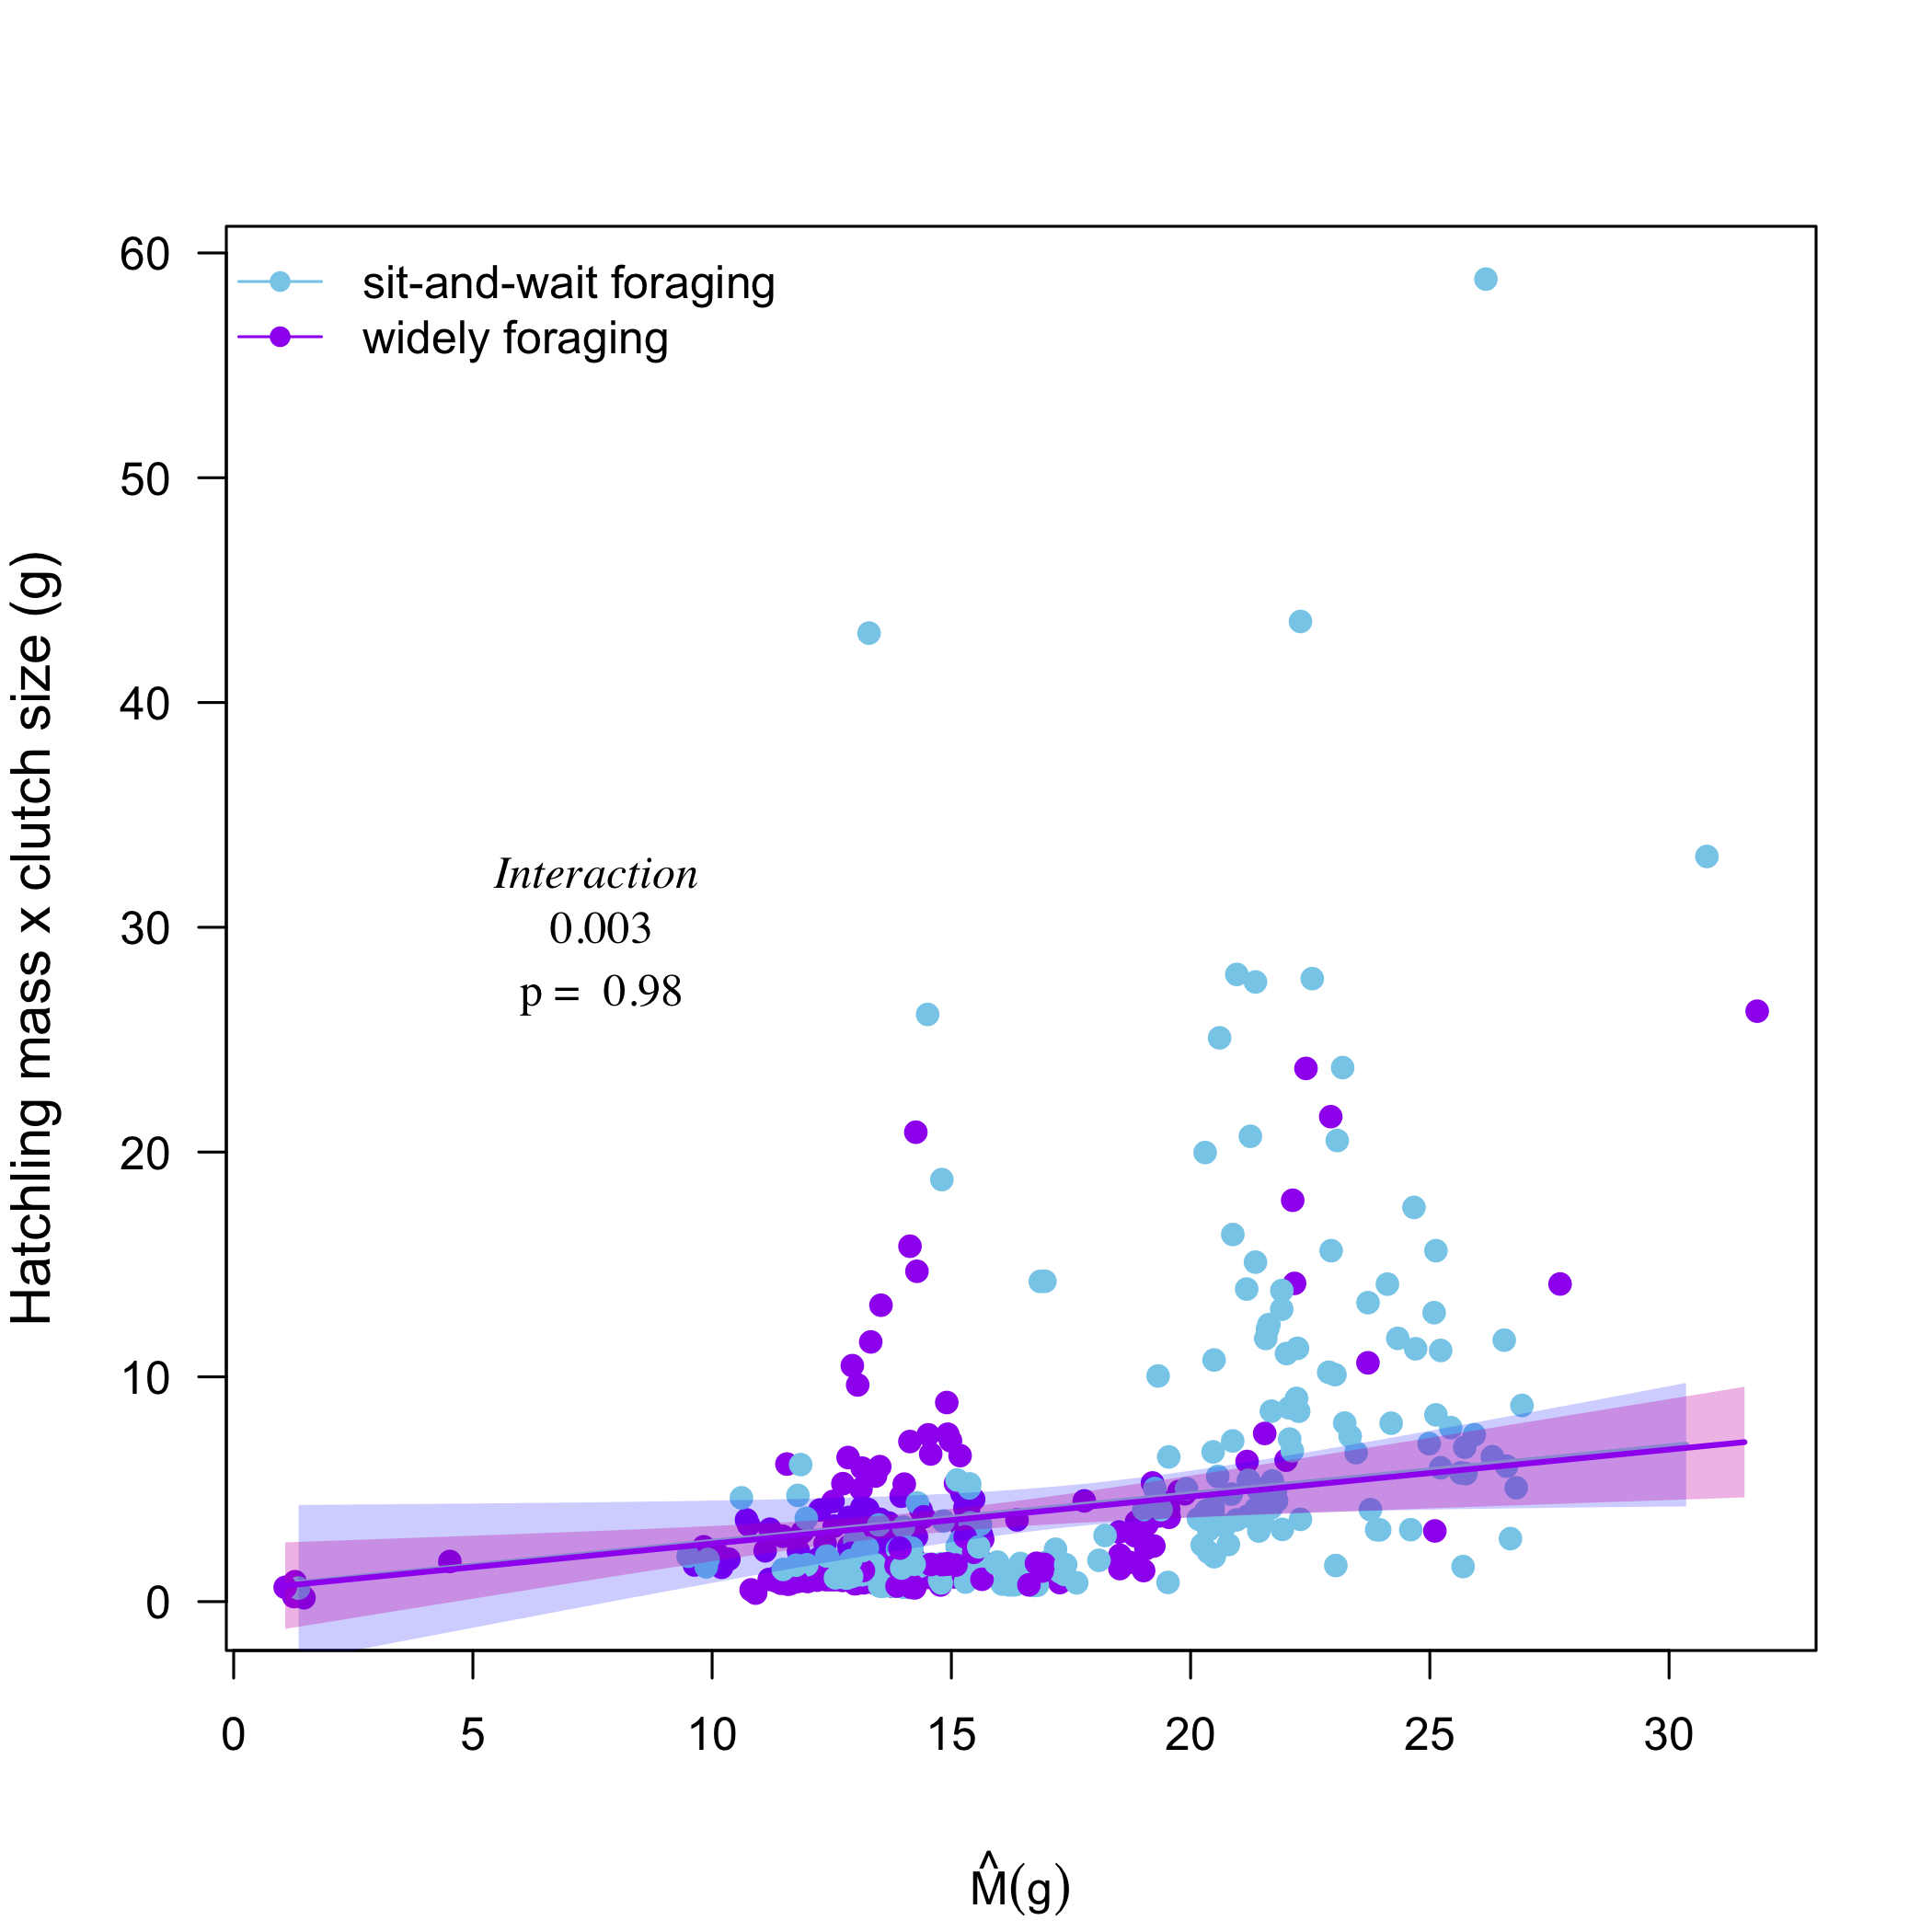 60
50
40
30
20
10
0
Hatchling mass x clutch size (g)
sit-and-wait foraging
widely foraging
Interaction
0.003
p = 0.98
0 5 10 15 20 25 30
M̂(g)